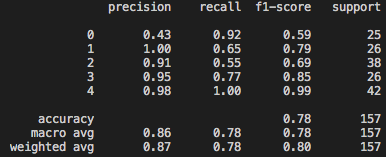 precision recall f1-score support
0 0.43 0.92 0.59 25
1 1.00 0.65 0.79 26
2 0.91 0.55 0.69 38
3 0.95 0.77 0.85 26
4 0.98 1.00 0.99 42
accuracy 0.78 157
macro avg 0.86 0.78 0.78 157
weighted avg 0.87 0.78 0.80 157